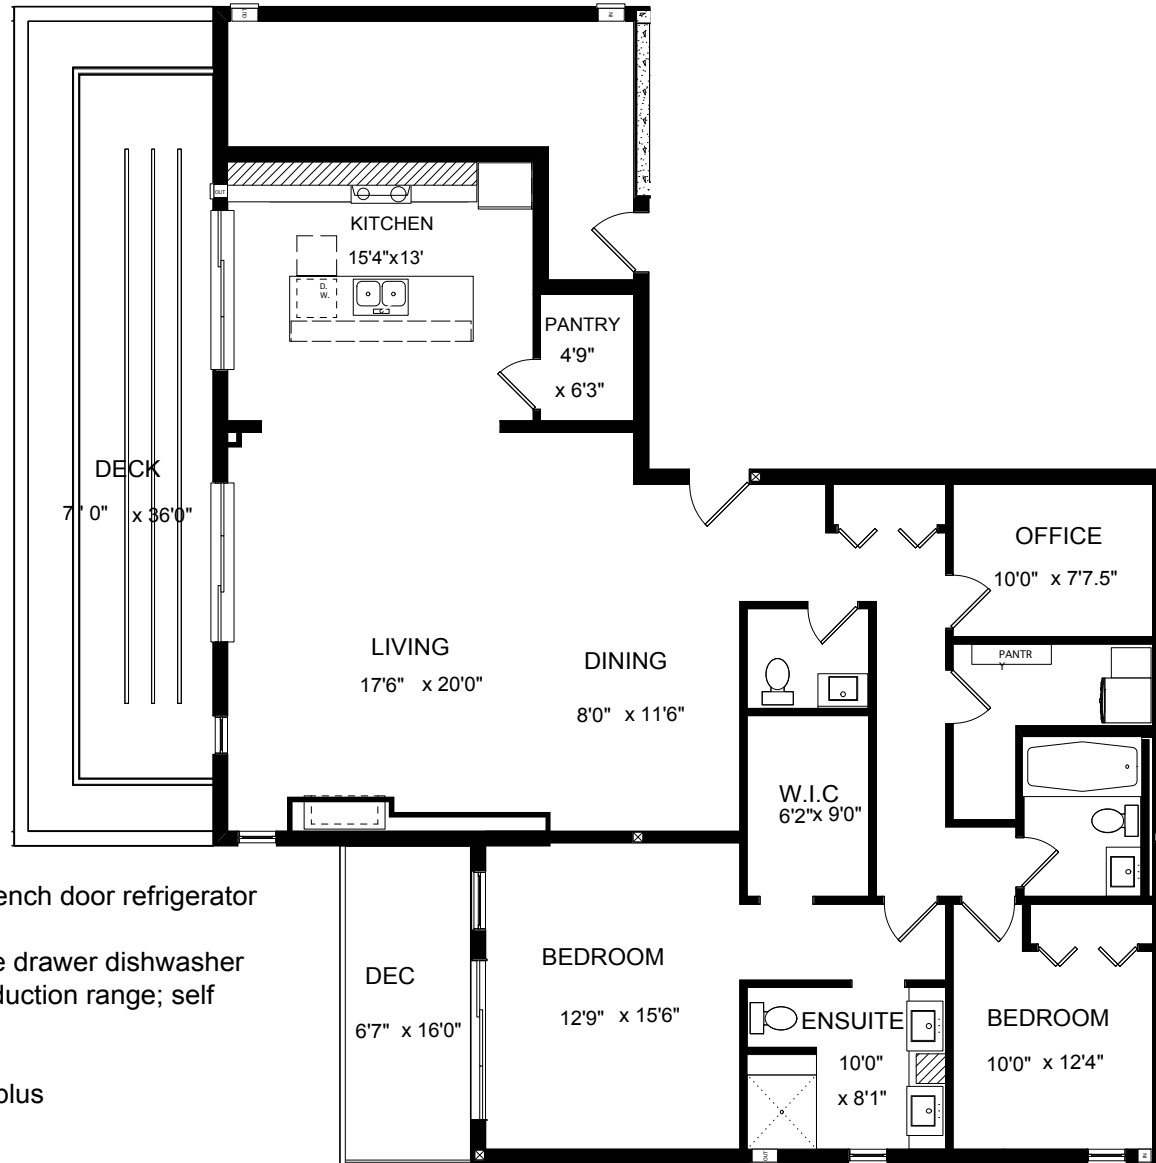 OUT
IN
OUT
KITCHEN
15'4"x13'
D.
W.
PANTRY
4'9"
x 6'3"
DECK
7' 0" x 36'0"
OFFICE
10'0" x 7'7.5"
LIVING
17'6" x 20'0"
DINING
8'0" x 11'6"
PANTR
Y
W.I.C
6'2"x 9'0"
ench door refrigerator
e drawer dishwasher
duction range; self
plus
DEC
6'7" x 16'0"
BEDROOM
12'9" x 15'6"
ENSUITE
10'0"
x 8'1"
BEDROOM
10'0" x 12'4"
OUT
IN